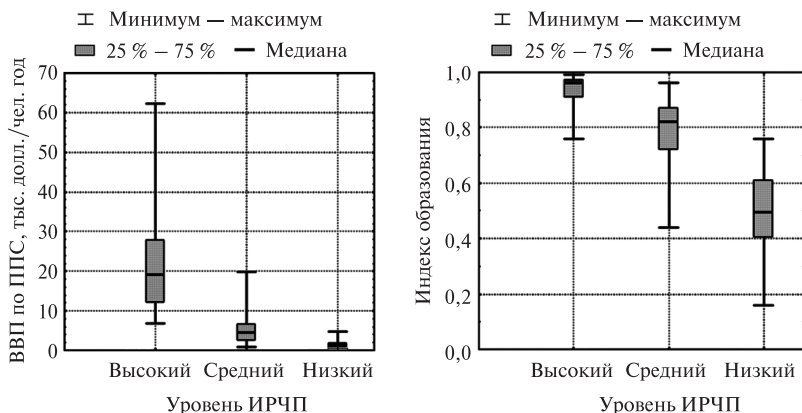 Минимум — максимум
25 % – 75 % Медиана
ВВП по ППС, тыс. долл./чел. год
70
60
50
40
30
20
10
0
Высокий Средний Низкий
Уровень ИРЧП
Минимум — максимум
25 % – 75 % Медиана
Индекс образования
1,0
0,8
0,6
0,4
0,2
0,0
Высокий Средний Низкий
Уровень ИРЧП